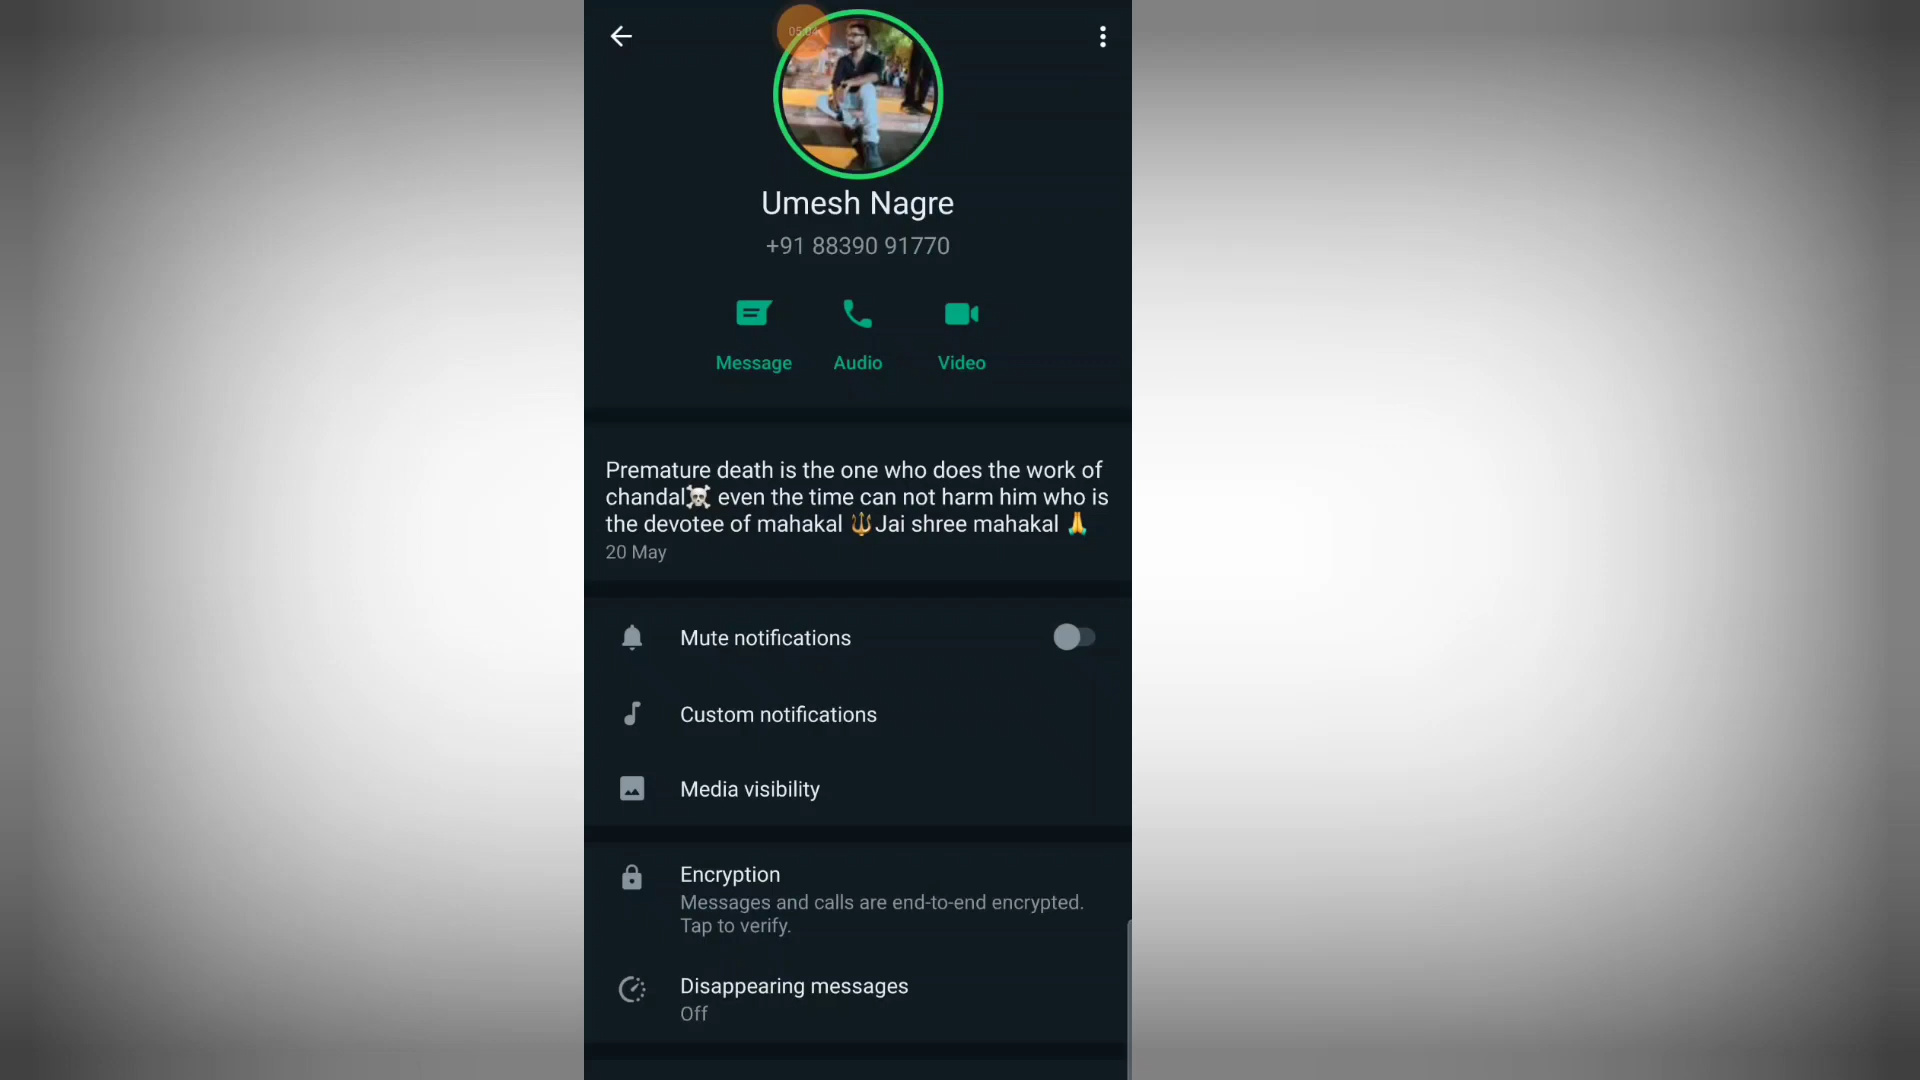 05:04
Umesh Nagre
+91 88390 91770
Message Audio Video
Premature death is the one who does the work of
chandal☠️ even the time can not harm him who is
the devotee of mahakal 🔱Jai shree mahakal 🙏
20 May
Mute notifications
Custom notifications
Media visibility
Encryption
Messages and calls are end-to-end encrypted.
Tap to verify.
Disappearing messages
Off